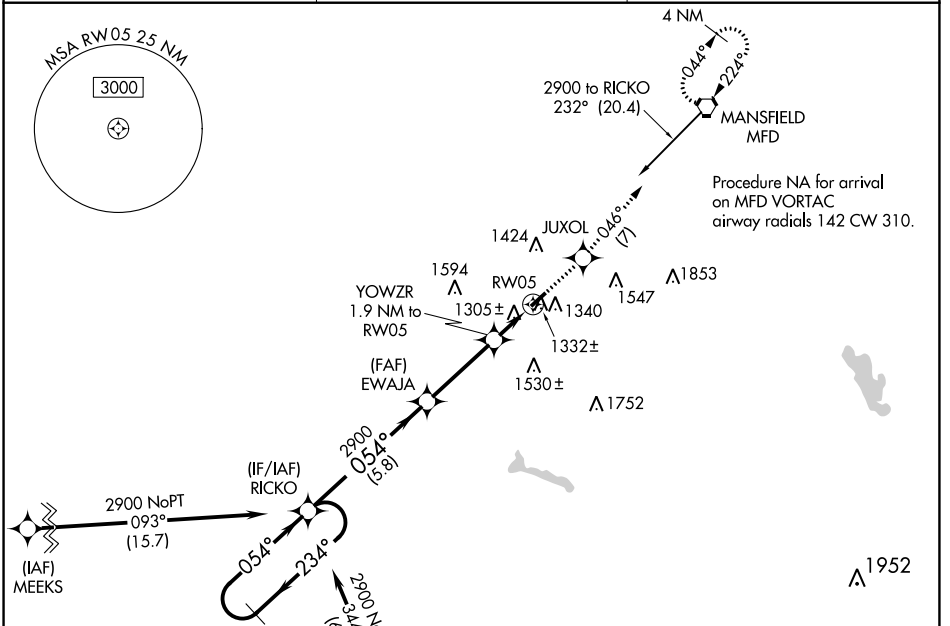 MSA RW05 25 NM
3000
4 NM
044°
224°
2900 to RICKO
232° (20.4)
MANSFIELD
MFD
Procedure NA for arrival
on MFD VORTAC
airway radials 142 CW 310.
046°
(7)
JUXOL
1424
1594
RW05
1853
1547
YOWZR
1.9 NM to
RW05
1305±
1340
1332±
(FAF)
EWAJA
1530±
1752
2900
054°
(5.8)
(IF/IAF)
RICKO
2900 NoPT
093°
(15.7)
(IAF)
MEEKS
054°
234°
2900
1952